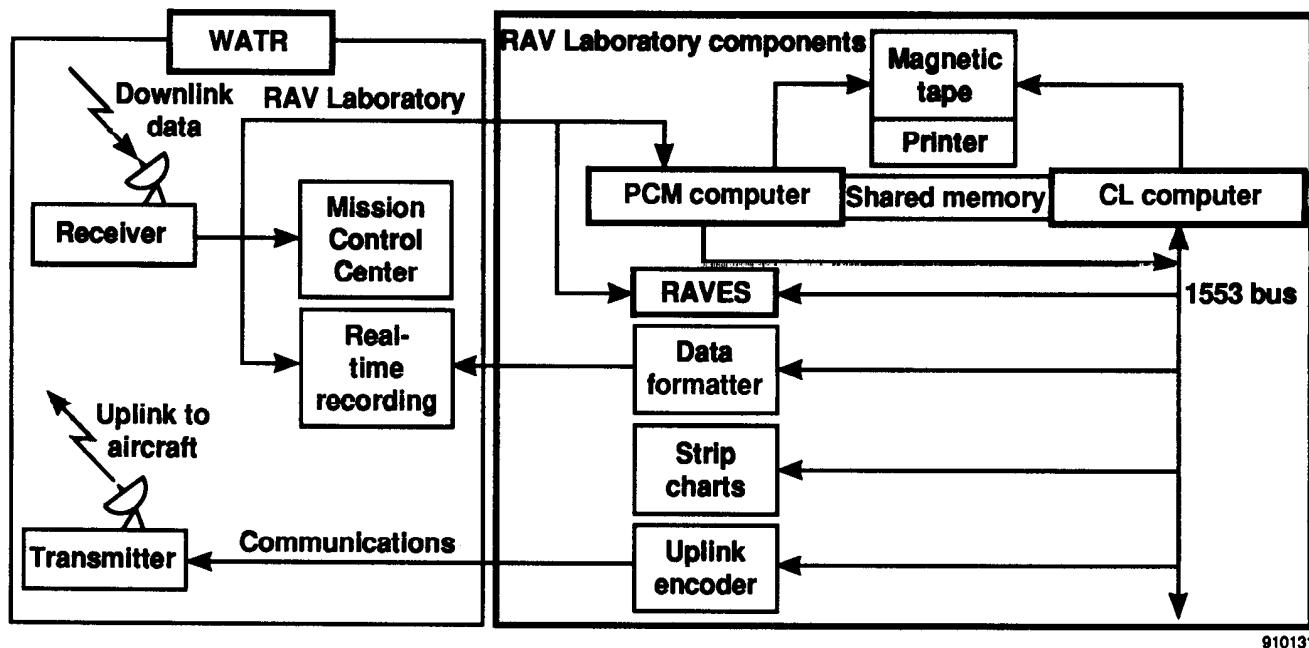 WATR
Downlink
data
RAV Laboratory
Receiver
Mission
Control
Center
Real-
time
recording
Uplink to
aircraft
Transmitter
Communications
RAV Laboratory components
Magnetic
tape
Printer
PCM computer
Shared memory
CL computer
RAVES
1553 bus
Data
formatter
Strip
charts
Uplink
encoder
910131